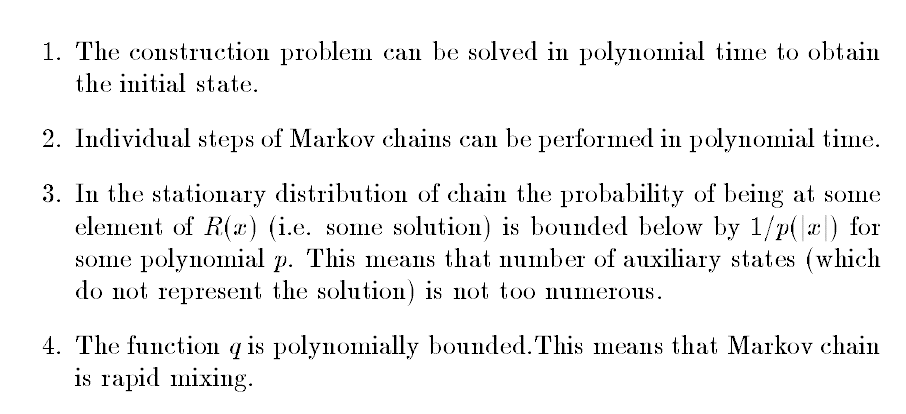 1. The construction problem can be solved in polynomial time to obtain
the initial state.
2. Individual steps of Markov chains can be performed in polynomial time.
3. In the stationary distribution of chain the probability of being at some
element of R(x) (i.e. some solution) is bounded below by 1/p(|x|) for
some polynomial p. This means that number of auxiliary states (which
do not represent the solution) is not too numerous.
4. The function q is polynomially bounded.This means that Markov chain
is rapid mixing.